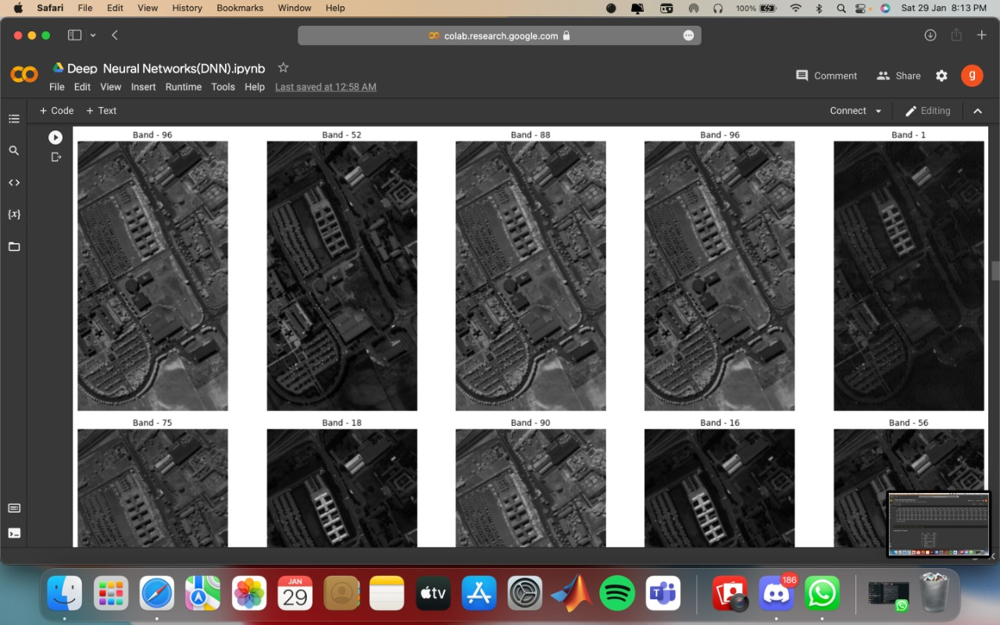 Safari File Edit View History Bookmarks Window Help 100% Sat 29 Jan 8:13 PM
colab.research.google.com
Deep Neural Networks(DNN).ipynb
File Edit View Insert Runtime Tools Help Last saved at 12:58 AM
Comment Share g
+ Code + Text Connect Editing
Band - 96 Band - 52 Band - 88 Band - 96 Band - 1
{x}
Band - 75 Band - 18 Band - 90 Band - 16 Band - 56
JAN
29
tv
186